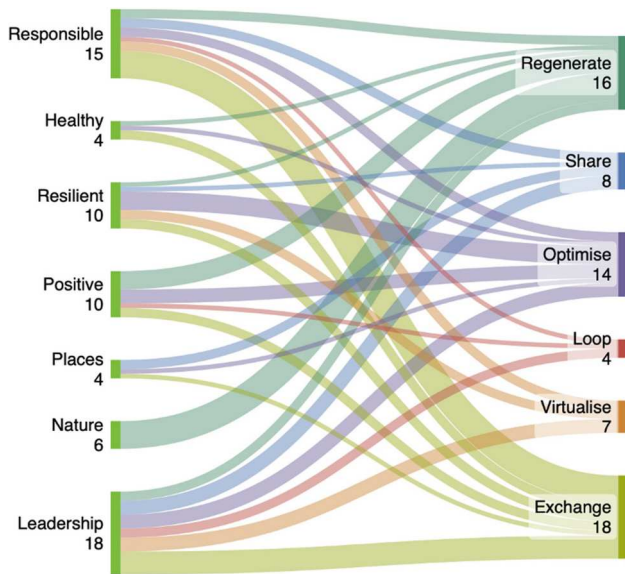 Responsible
15
Healthy
4
Resilient
10
Positive
10
Places
4
Nature
6
Leadership
18
Regenerate
16
Share
8
Optimise
14
Loop
4
Virtualise
7
Exchange
18